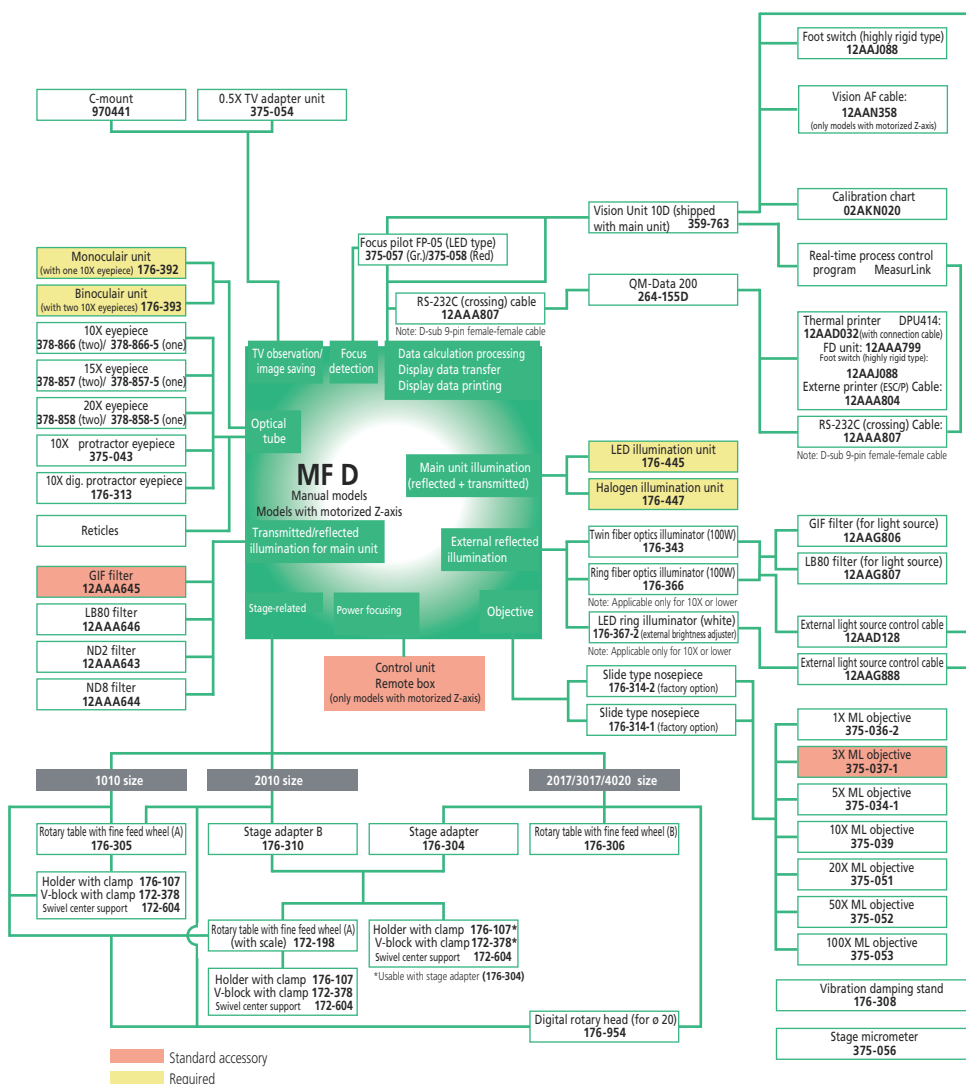 Foot switch (highly rigid type)
12AAJ088
C-mount
970441
0.5X TV adapter unit
375-054
Vision AF cable:
12AAN358
(only models with motorized Z-axis)
Calibration chart
02AKN020
Vision Unit 10D (shipped
with main unit) 359-763
Focus pilot FP-05 (LED type)
375-057 (Gr.)/375-058 (Red)
Real-time process control
program MeasurLink
Monoculair unit
(with one 10X eyepiece) 176-392
Binoculair unit
(with two 10X eyepieces) 176-393
RS-232C (crossing) cable
12AAA807
Note: D-sub 9-pin female-female cable
QM-Data 200
264-155D
Thermal printer DPU414:
12AAD032(with connection cable)
FD unit: 12AAA799
Foot switch (highly rigid type):
12AAJ088
Externe printer (ESC/P) Cable:
12AAA804
RS-232C (crossing) Cable:
12AAA807
Note: D-sub 9-pin female-female cable
10X eyepiece
378-866 (two)/ 378-866-5 (one)
15X eyepiece
378-857 (two)/ 378-857-5 (one)
20X eyepiece
378-858 (two)/ 378-858-5 (one)
10X protractor eyepiece
375-043
10X dig. protractor eyepiece
176-313
Reticles
TV observation/
image saving
Focus
detection
Data calculation processing
Display data transfer
Display data printing
Optical
tube
MF D
Manual models
Models with motorized Z-axis
Main unit illumination
(reflected + transmitted)
LED illumination unit
176-445
Halogen illumination unit
176-447
Transmitted/reflected
illumination for main unit
External reflected
illumination
Twin fiber optics illuminator (100W)
176-343
Ring fiber optics illuminator (100W)
176-366
Note: Applicable only for 10X or lower
LED ring illuminator (white)
176-367-2 (external brightness adjuster)
Note: Applicable only for 10X or lower
GIF filter (for light source)
12AAG806
LB80 filter (for light source)
12AAG807
External light source control cable
12AAD128
External light source control cable
12AAG888
GIF filter
12AAA645
LB80 filter
12AAA646
ND2 filter
12AAA643
ND8 filter
12AAA644
Stage-related
Power focusing
Objective
Control unit
Remote box
(only models with motorized Z-axis)
Slide type nosepiece
176-314-2 (factory option)
Slide type nosepiece
176-314-1 (factory option)
1X ML objective
375-036-2
3X ML objective
375-037-1
5X ML objective
375-034-1
10X ML objective
375-039
20X ML objective
375-051
50X ML objective
375-052
100X ML objective
375-053
1010 size
2010 size
2017/3017/4020 size
Rotary table with fine feed wheel (A)
176-305
Stage adapter B
176-310
Stage adapter
176-304
Rotary table with fine feed wheel (B)
176-306
Holder with clamp 176-107
V-block with clamp 172-378
Swivel center support 172-604
Rotary table with fine feed wheel (A)
(with scale) 172-198
Holder with clamp 176-107*
V-block with clamp 172-378*
Swivel center support 172-604
*Usable with stage adapter (176-304)
Holder with clamp 176-107
V-block with clamp 172-378
Swivel center support 172-604
Digital rotary head (for ø 20)
176-954
Vibration damping stand
176-308
Stage micrometer
375-056
Standard accessory
Required